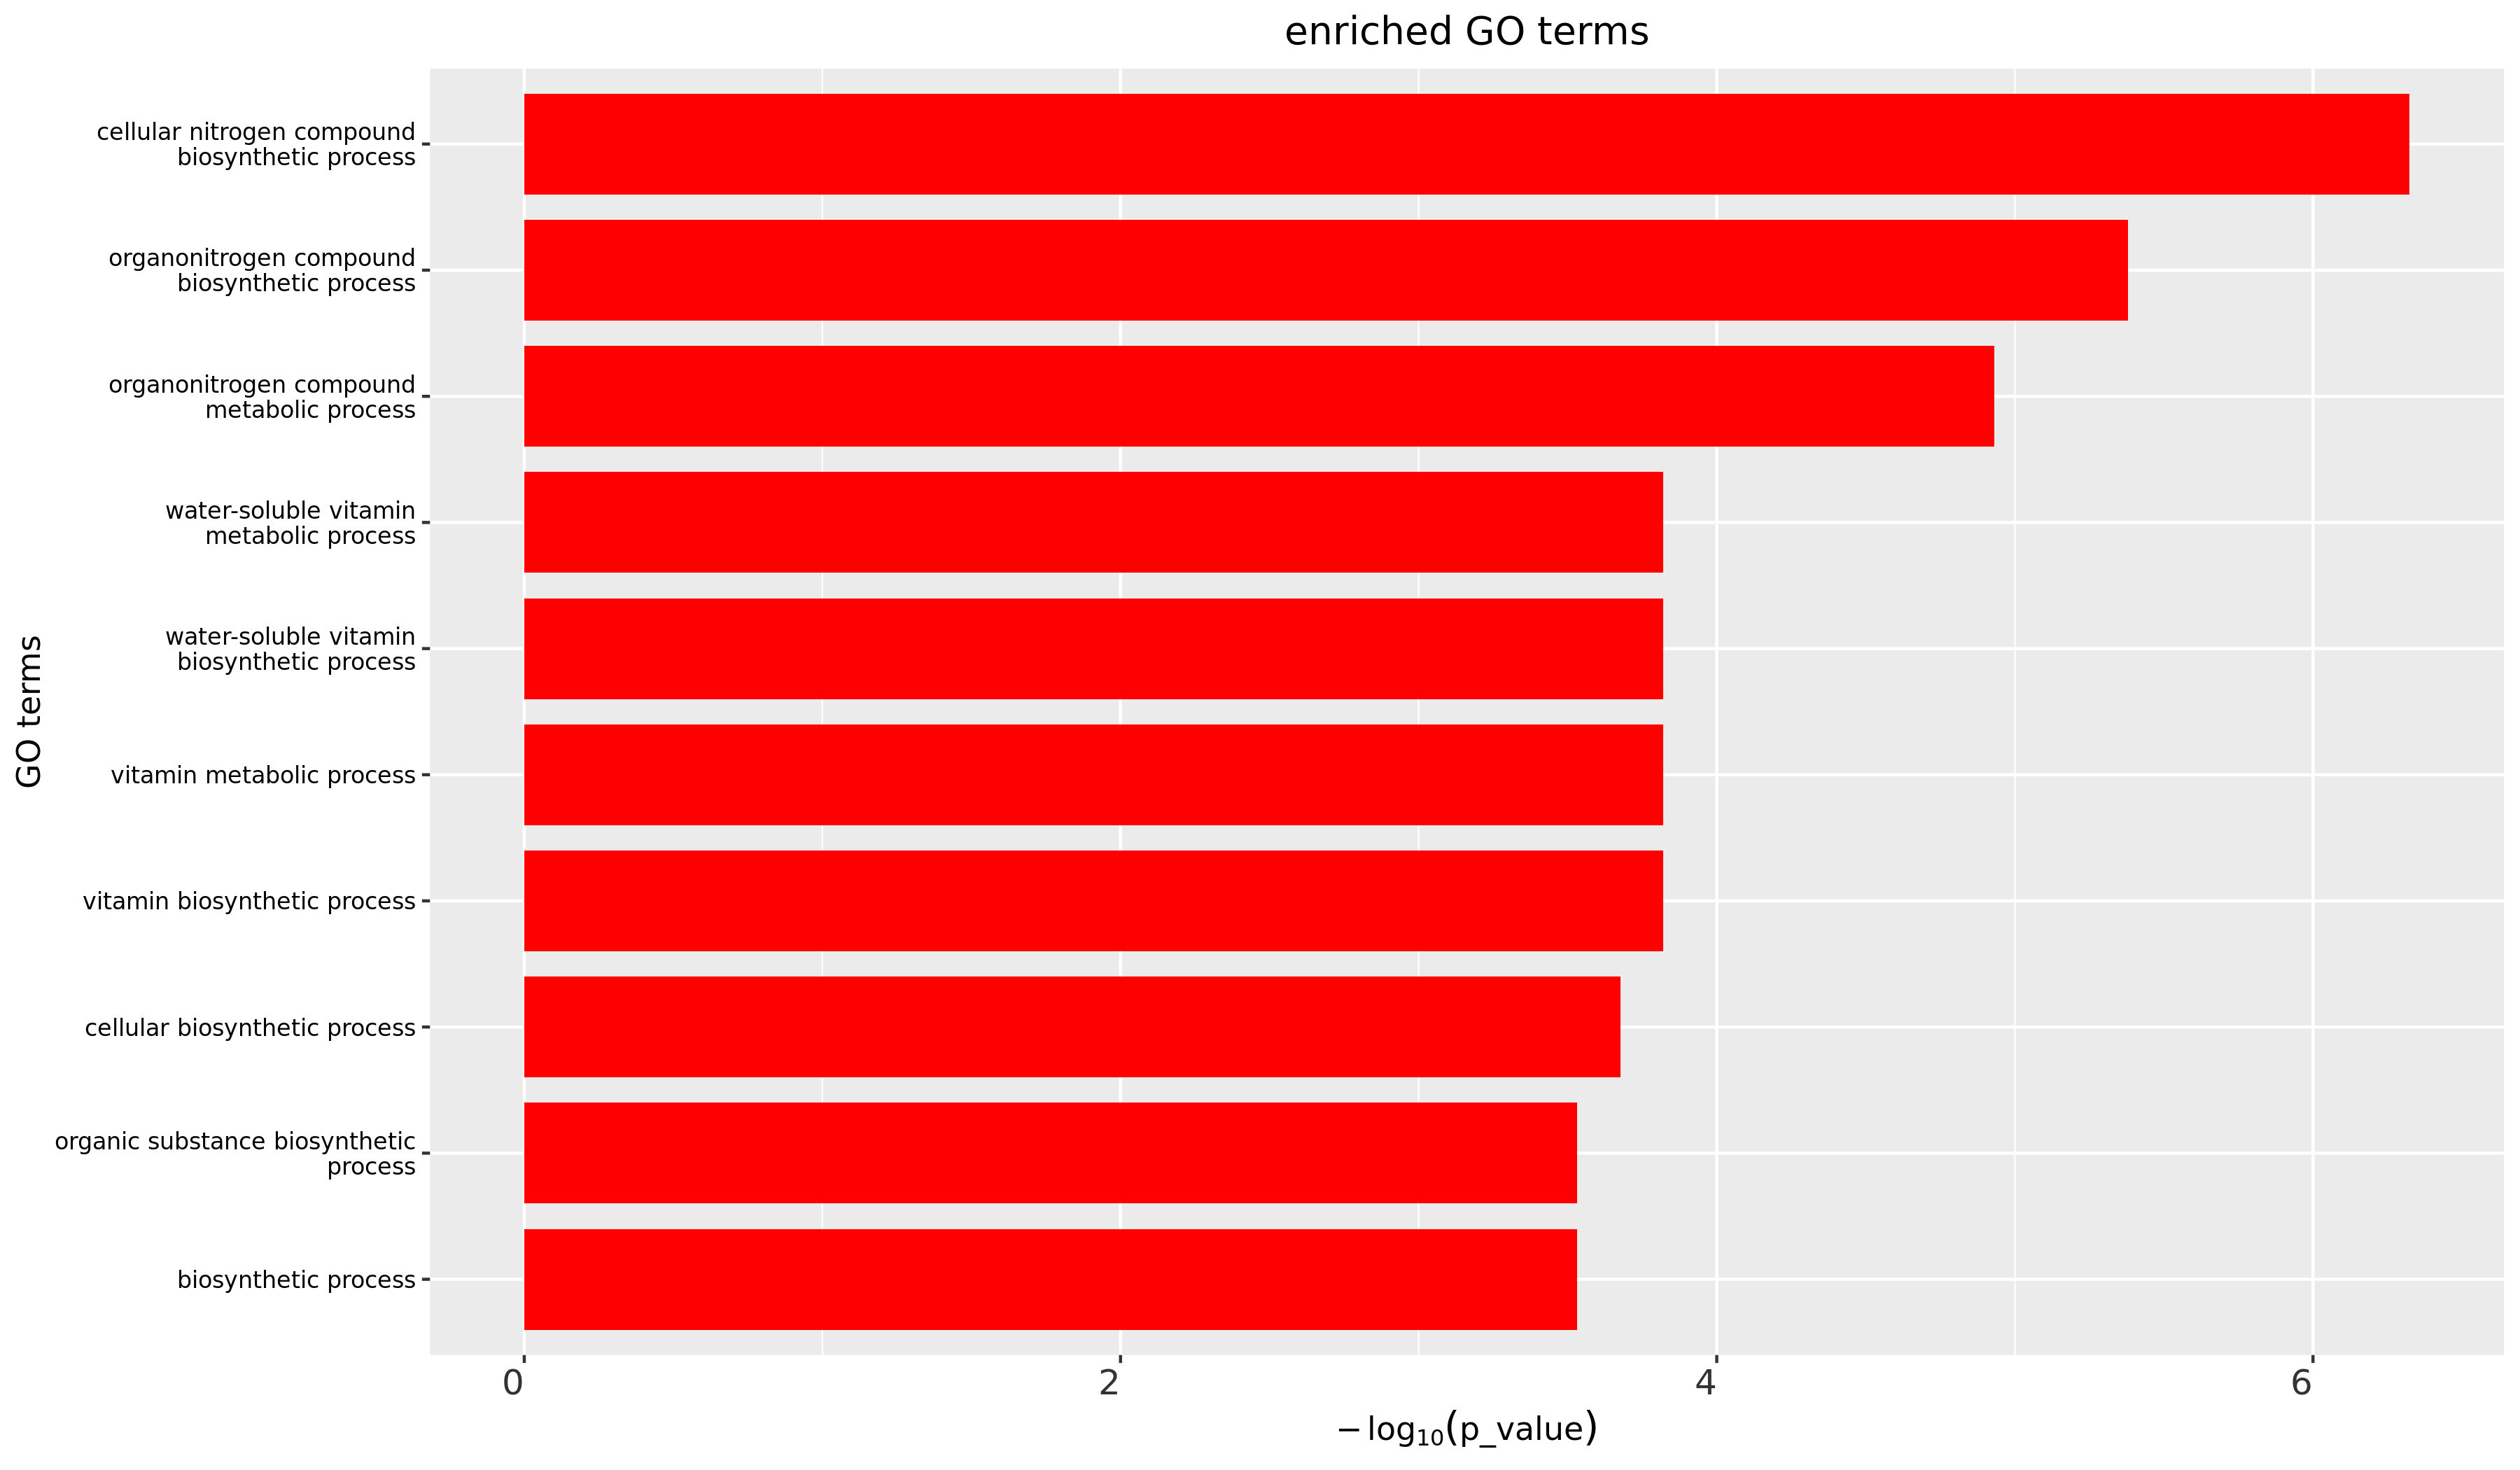 enriched GO terms
cellular nitrogen compound
biosynthetic process
organonitrogen compound
biosynthetic process
organonitrogen compound
metabolic process
water-soluble vitamin
metabolic process
water-soluble vitamin
biosynthetic process
vitamin metabolic process
vitamin biosynthetic process
cellular biosynthetic process
organic substance biosynthetic
process
biosynthetic process
GO terms
0 2 4 6
−log₁₀(p_value)